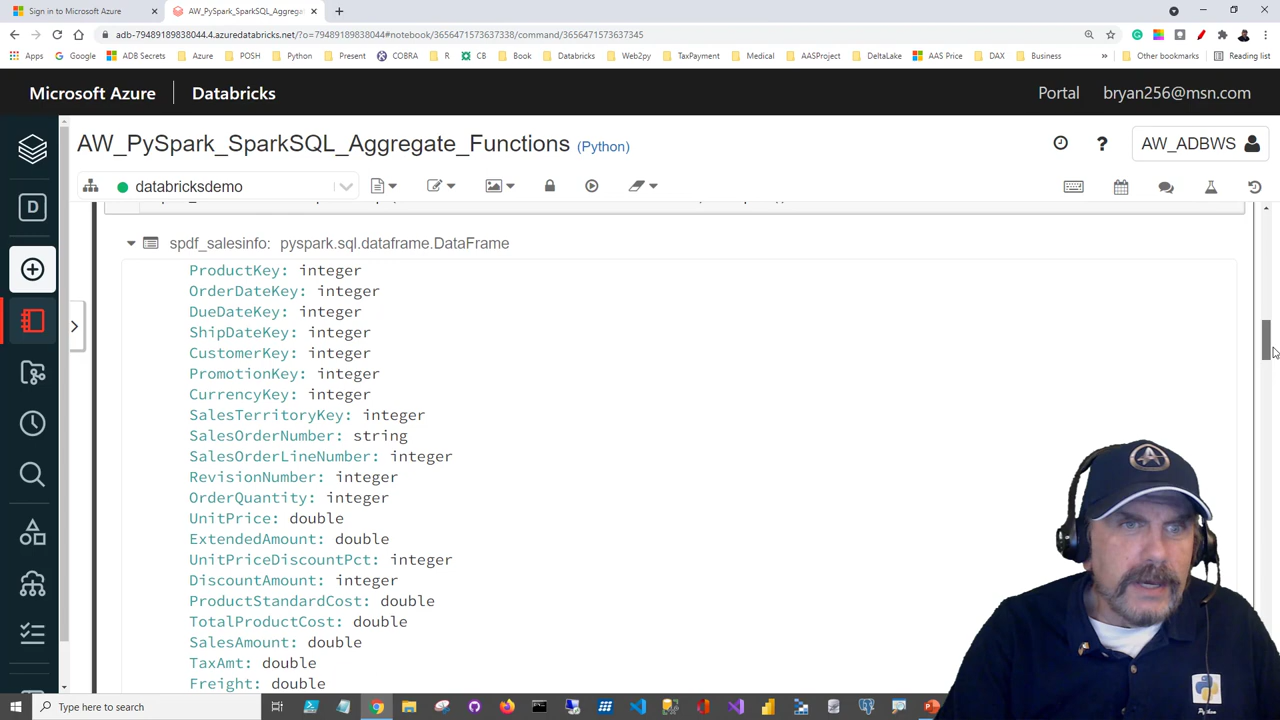 Sign in to Microsoft Azure
AW_PySpark_SparkSQL_Aggregat
adb-79489189838044.4.azuredatabricks.net/?o=79489189838044#notebook/3656471573637338/command/3656471573637345
Apps Google ADB Secrets Azure POSH Python Present COBRA R CB Book Databricks Web2py TaxPayment Medical AASProject DeltaLake AAS Price DAX Business » Other bookmarks Reading list
Microsoft Azure Databricks Portal bryan256@msn.com
AW_PySpark_SparkSQL_Aggregate_Functions (Python) AW_ADBWS
databricksdemo
D
spdf_salesinfo: pyspark.sql.dataframe.DataFrame
ProductKey: integer
OrderDateKey: integer
DueDateKey: integer
ShipDateKey: integer
CustomerKey: integer
PromotionKey: integer
CurrencyKey: integer
SalesTerritoryKey: integer
SalesOrderNumber: string
SalesOrderLineNumber: integer
RevisionNumber: integer
OrderQuantity: integer
UnitPrice: double
ExtendedAmount: double
UnitPriceDiscountPct: integer
DiscountAmount: integer
ProductStandardCost: double
TotalProductCost: double
SalesAmount: double
TaxAmt: double
Freight: double
Python
Type here to search